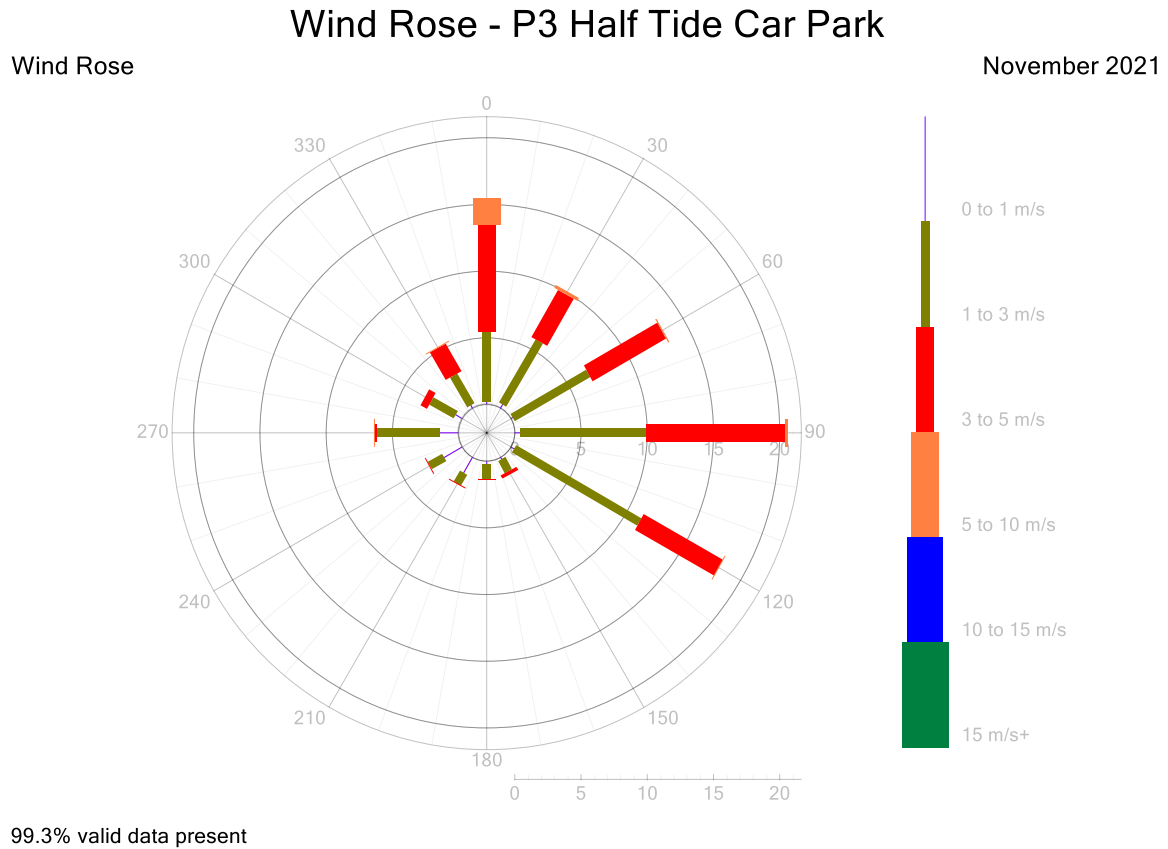 Wind Rose - P3 Half Tide Car Park
Wind Rose
November 2021
0
330
30
0 to 1 m/s
300
60
1 to 3 m/s
3 to 5 m/s
270
90
5
10
15
20
5 to 10 m/s
240
120
10 to 15 m/s
210
150
15 m/s+
180
0
5
10
15
20
99.3% valid data present